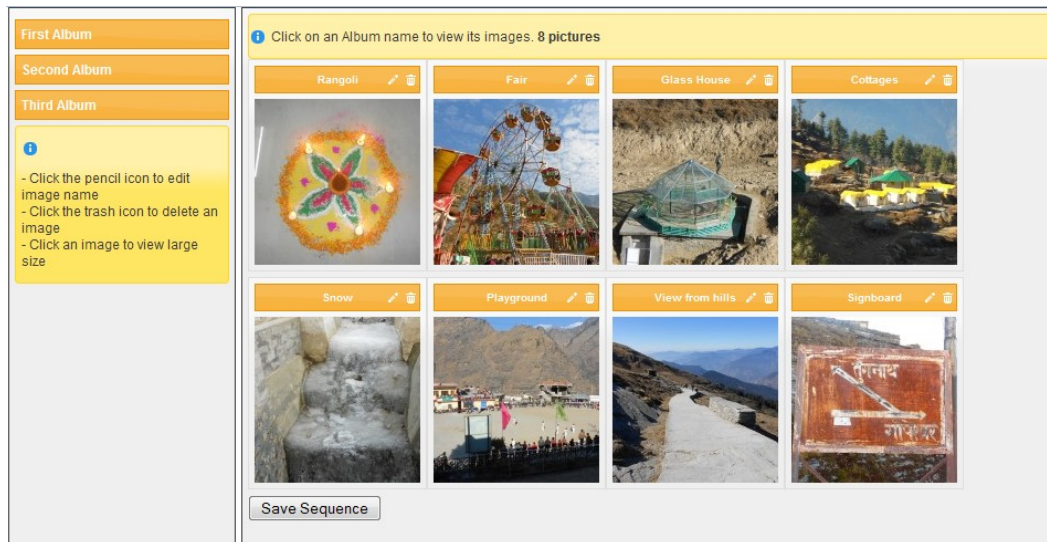 First Album
Second Album
Third Album
- Click the pencil icon to edit
image name
- Click the trash icon to delete an
image
- Click an image to view large
size
Click on an Album name to view its images. 8 pictures
Rangoli
Fair
Glass House
Cottages
Snow
Playground
View from hills
Signboard
तुंगनाथ
गोपेश्वर
Save Sequence